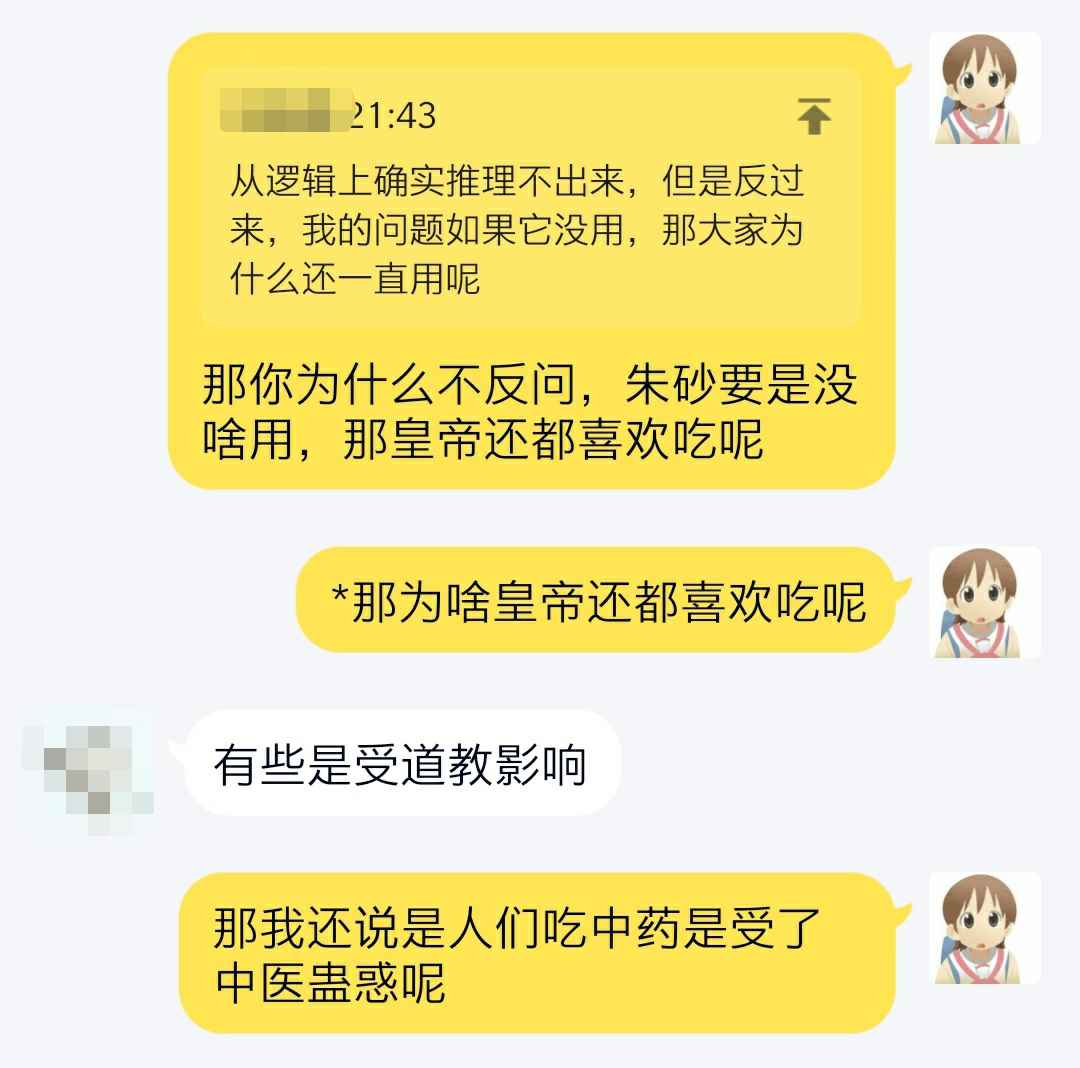 21:43
从逻辑上确实推理不出来，但是反过
来，我的问题如果它没用，那大家为
什么还一直用呢
那你为什么不反问，朱砂要是没
啥用，那皇帝还都喜欢吃呢
*那为啥皇帝还都喜欢吃呢
有些是受道教影响
那我还说是人们吃中药是受了
中医蛊惑呢